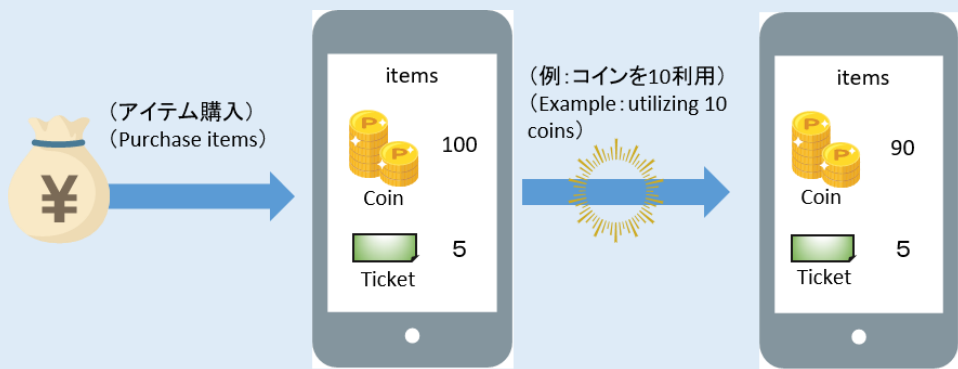 （アイテム購入）
（Purchase items）
¥
items
P
P
100
Coin
5
Ticket
（例：コインを10利用）
（Example：utilizing 10
coins）
items
P
P
90
Coin
5
Ticket